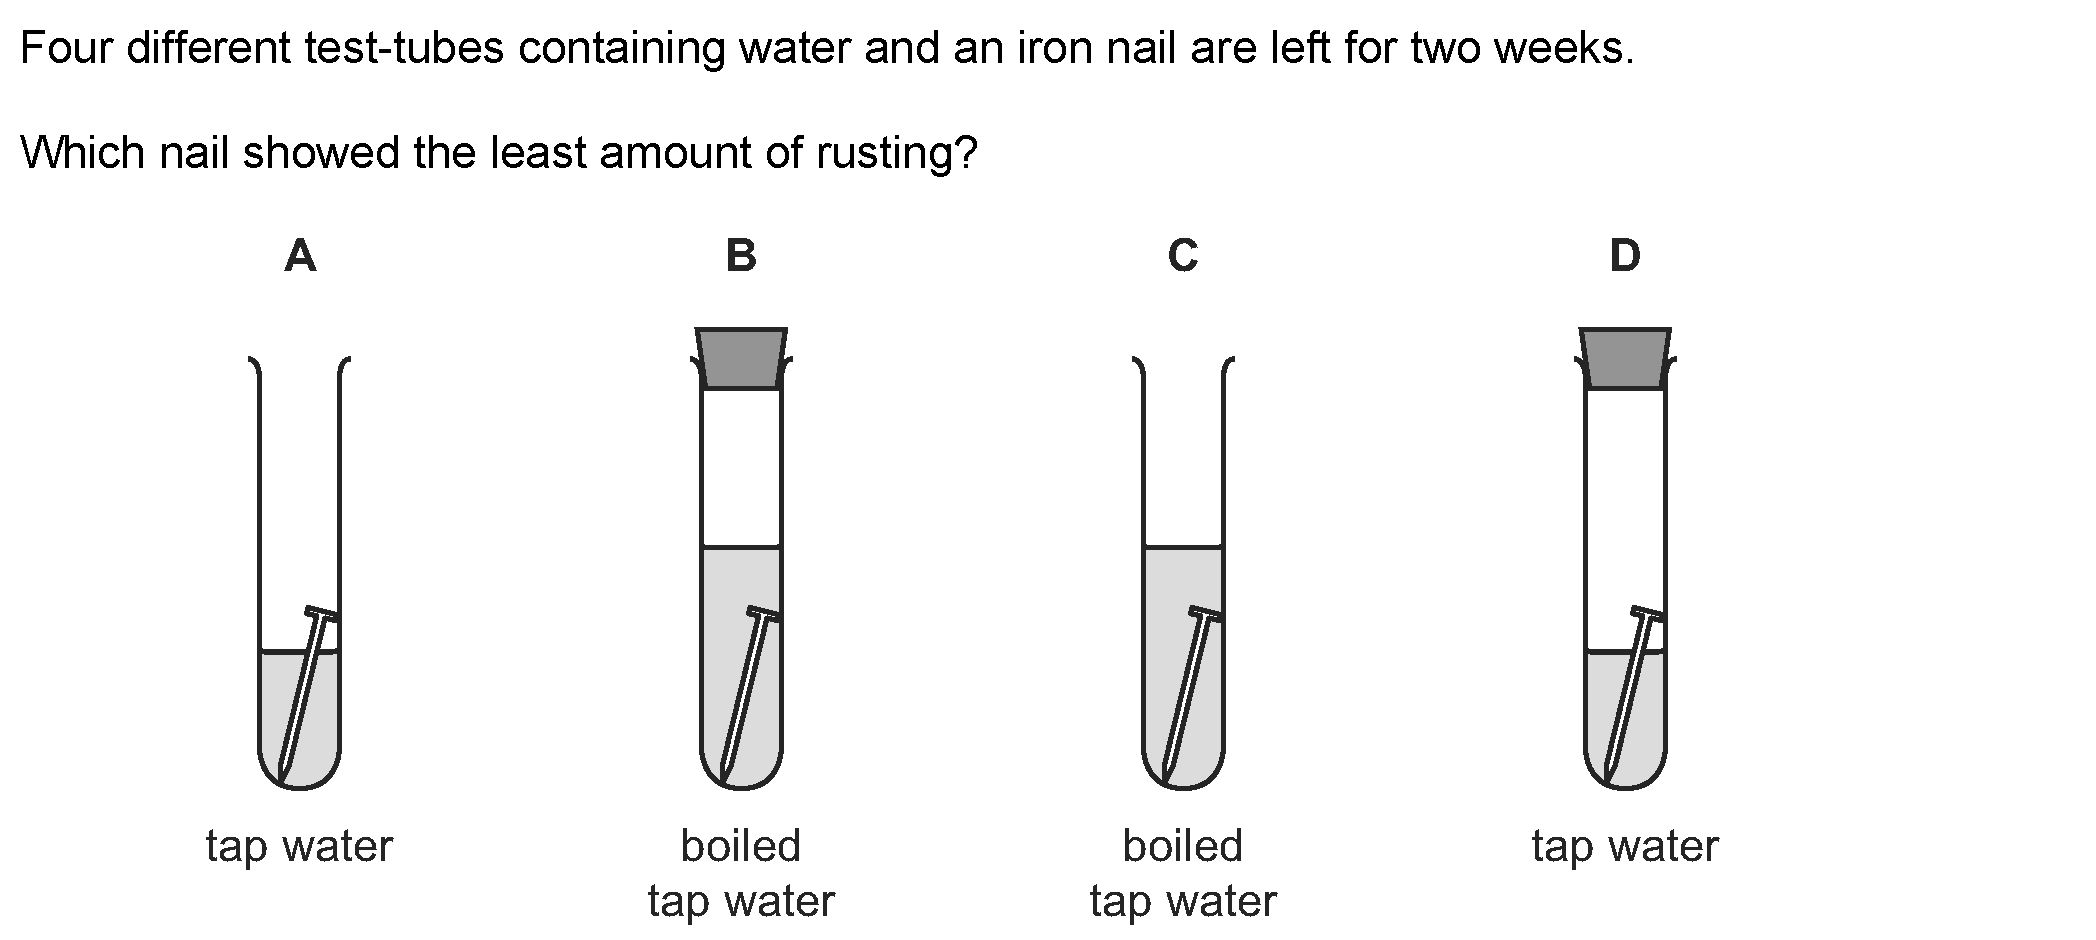 Four different test-tubes containing water and an iron nail are left for two weeks.
Which nail showed the least amount of rusting?
A
B
C
D
tap water
boiled
tap water
boiled
tap water
tap water